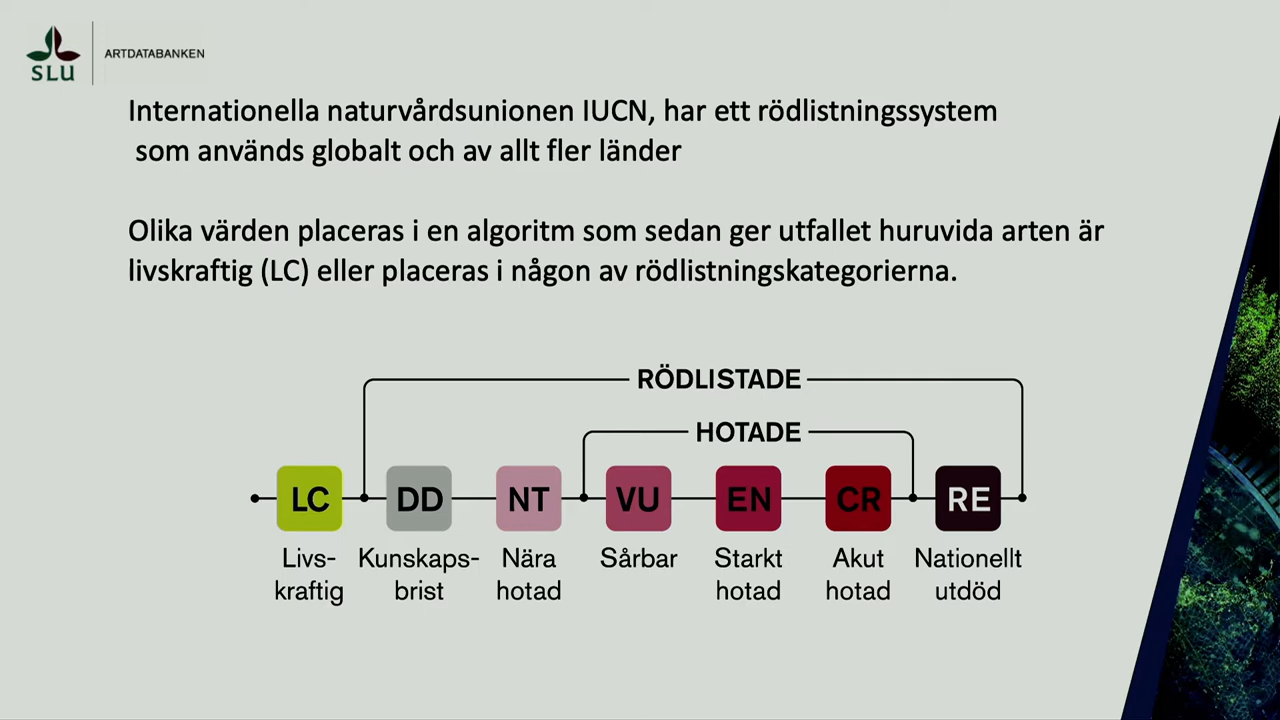 SLU
ARTDATABANKEN
Internationella naturvårdsunionen IUCN, har ett rödlistningssystem
som används globalt och av allt fler länder
Olika värden placeras i en algoritm som sedan ger utfallet huruvida arten är
livskraftig (LC) eller placeras i någon av rödlistningskategorierna.
RÖDLISTADE
HOTADE
LC DD NT VU EN CR RE
Livs- Kunskaps- Nära Sårbar Starkt Akut Nationellt
kraftig brist hotad hotad hotad utdöd